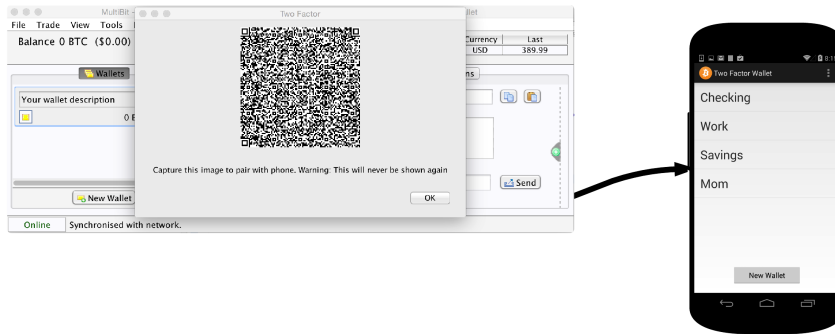 MultiBit
Two Factor
File Trade View Tools
Balance 0 BTC ($0.00)
Currency Last
USD 389.99
Wallets
Your wallet description
Capture this image to pair with phone. Warning: This will never be shown again
OK
New Wallet
Send
Online Synchronised with network.
Two Factor Wallet
Checking
Work
Savings
Mom
New Wallet